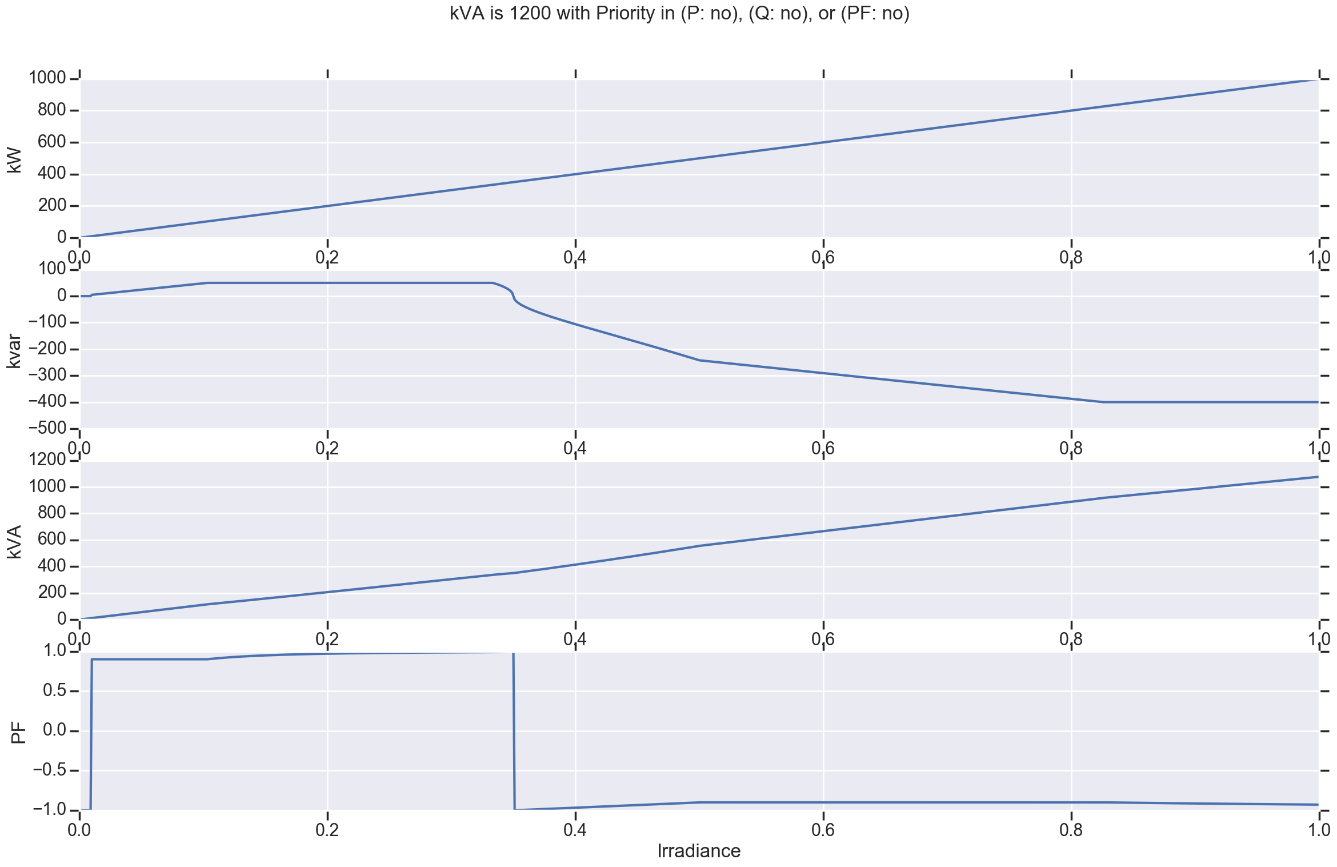 kVA is 1200 with Priority in (P: no), (Q: no), or (PF: no)
1000
800
600
400
200
0
kW
0.0 0.2 0.4 0.6 0.8 1.0
100
0
−100
−200
−300
−400
−500
kvar
0.0 0.2 0.4 0.6 0.8 1.0
1200
1000
800
600
400
200
0
kVA
0.0 0.2 0.4 0.6 0.8 1.0
1.0
0.5
0.0
−0.5
−1.0
PF
0.0 0.2 0.4 0.6 0.8 1.0
Irradiance